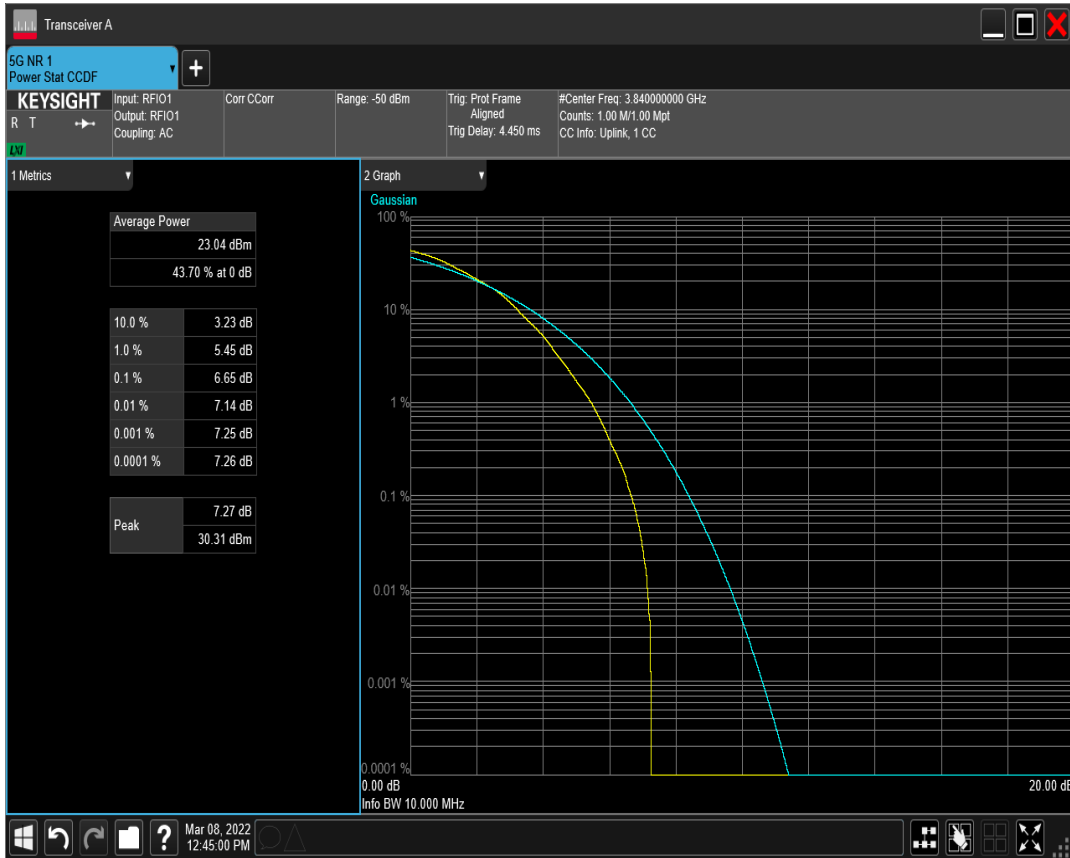 Transceiver A
5G NR 1
Power Stat CCDF
+
KEYSIGHT
R T
LXI
Input: RFIO1
Output: RFIO1
Coupling: AC
Corr CCorr
Range: -50 dBm
Trig: Prot Frame
Aligned
Trig Delay: 4.450 ms
#Center Freq: 3.840000000 GHz
Counts: 1.00 M/1.00 Mpt
CC Info: Uplink, 1 CC
1 Metrics
Average Power
23.04 dBm
43.70 % at 0 dB
10.0 % 3.23 dB
1.0 % 5.45 dB
0.1 % 6.65 dB
0.01 % 7.14 dB
0.001 % 7.25 dB
0.0001 % 7.26 dB
Peak 7.27 dB
30.31 dBm
2 Graph
Gaussian
100 %
10 %
1 %
0.1 %
0.01 %
0.001 %
0.0001 %
0.00 dB 20.00 dB
Info BW 10.000 MHz
?
Mar 08, 2022
12:45:00 PM